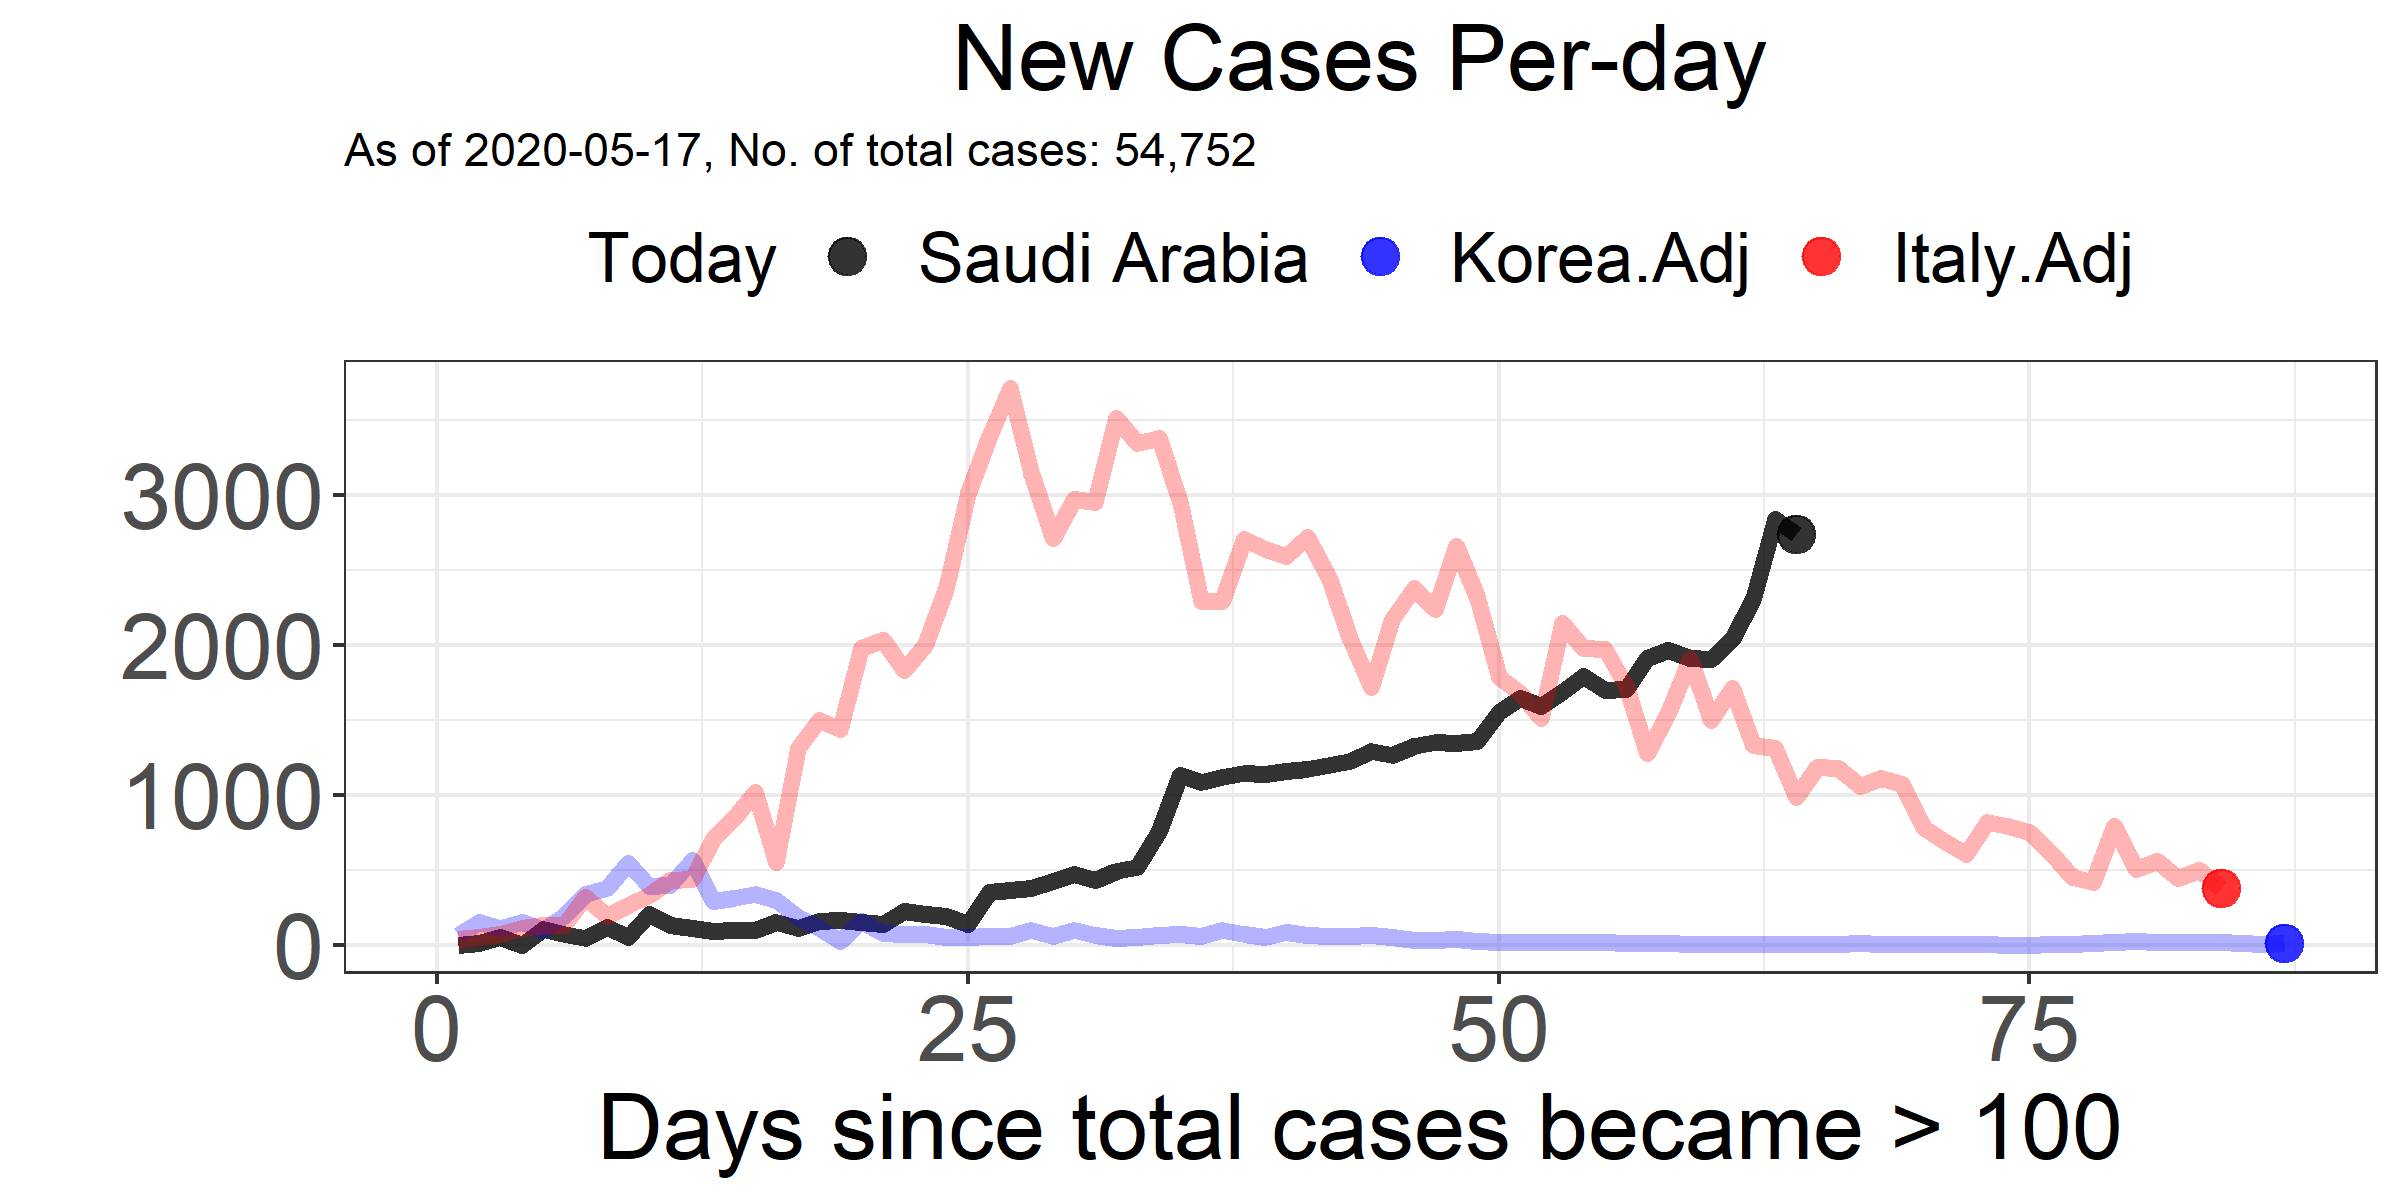 New Cases Per-day
As of 2020-05-17, No. of total cases: 54,752
Today Saudi Arabia Korea.Adj Italy.Adj
3000
2000
1000
0
0 25 50 75
Days since total cases became > 100